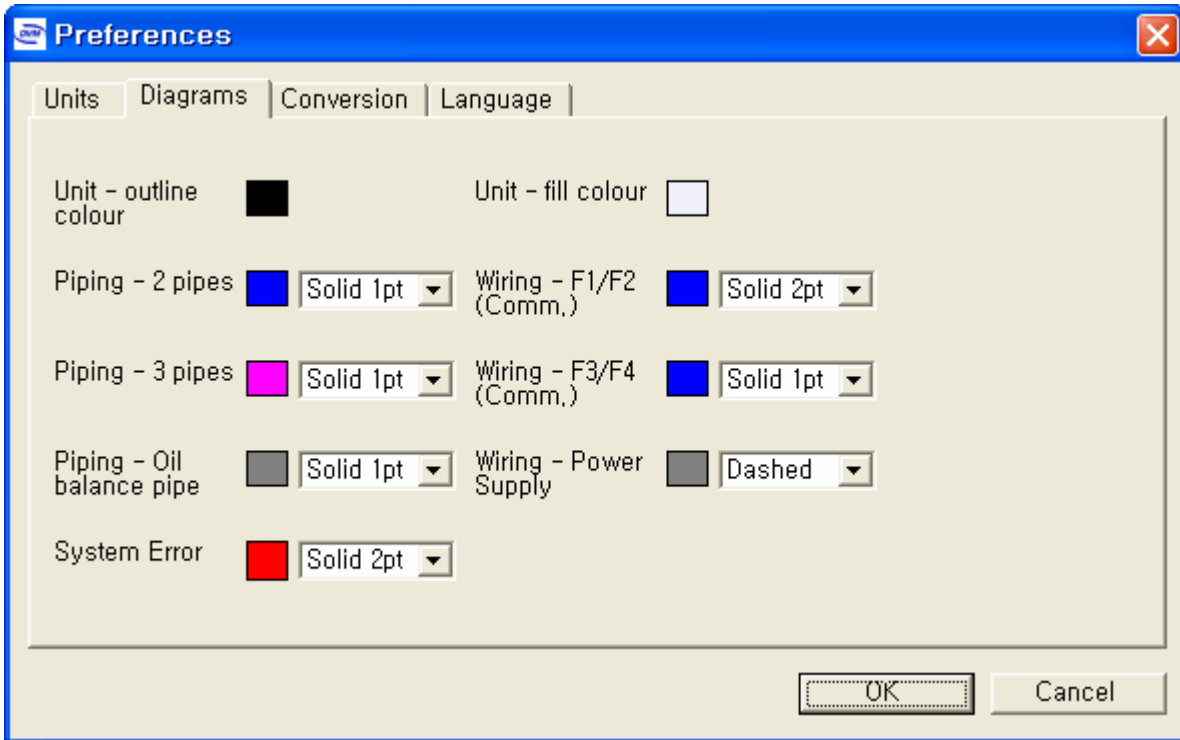 DVM Preferences
Units Diagrams Conversion Language
Unit - outline
colour
Unit - fill colour
Piping - 2 pipes Solid 1pt
Wiring - F1/F2
(Comm,)
Solid 2pt
Piping - 3 pipes Solid 1pt
Wiring - F3/F4
(Comm,)
Solid 1pt
Piping - Oil
balance pipe
Solid 1pt
Wiring - Power
Supply
Dashed
System Error Solid 2pt
OK Cancel